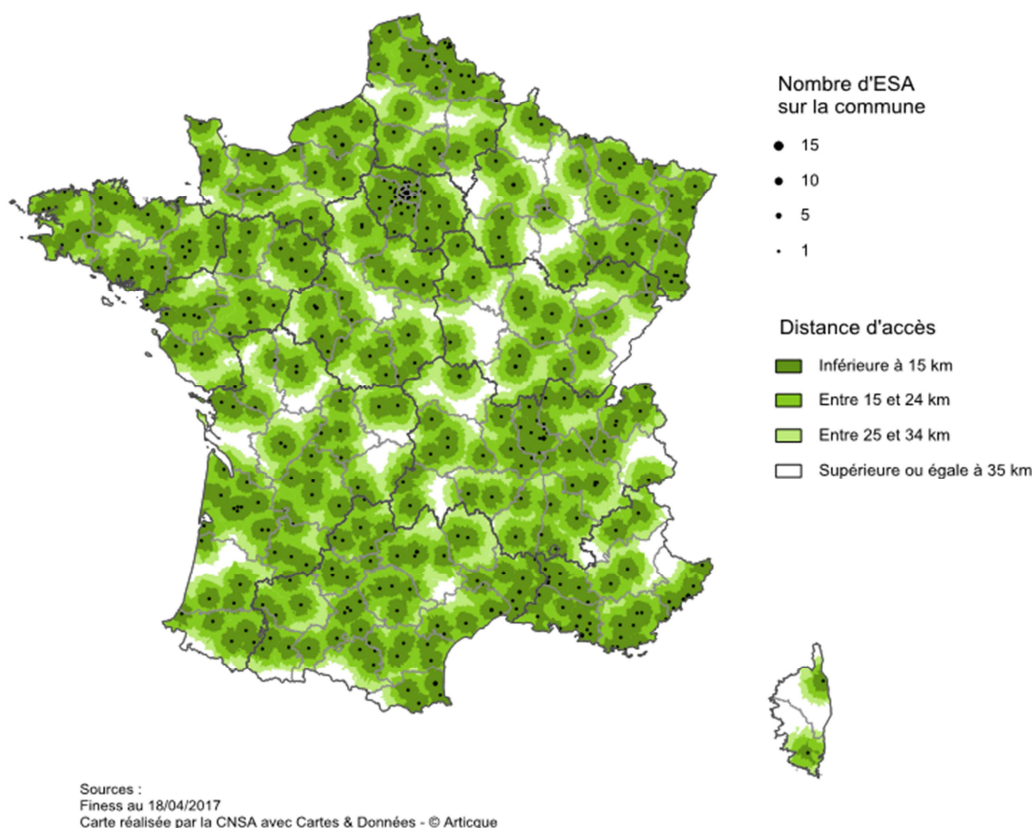 Nombre d'ESA
sur la commune
15
10
5
1
Distance d'accès
Inférieure à 15 km
Entre 15 et 24 km
Entre 25 et 34 km
Supérieure ou égale à 35 km
Sources :
Finess au 18/04/2017
Carte réalisée par la CNSA avec Cartes & Données - © Articque